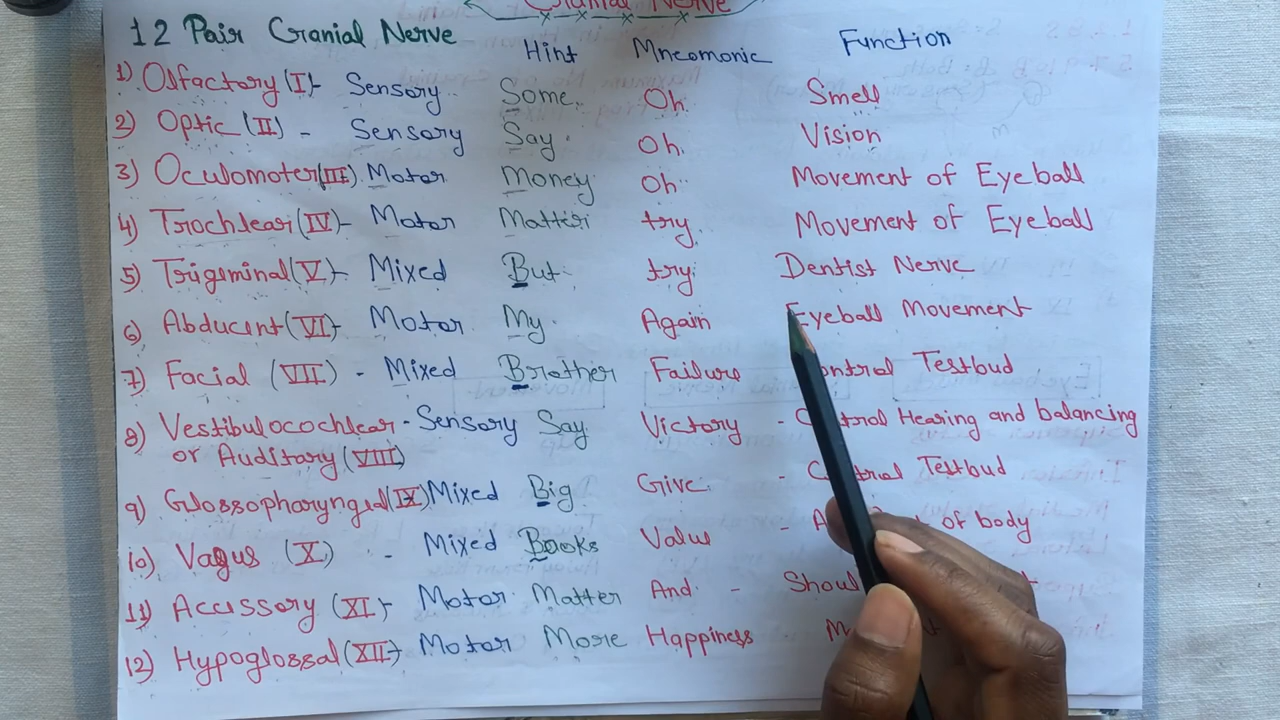 Cranial Nerve
12 Pair Cranial Nerve Hint Mneomonic Function
1) Olfactory (I)- Sensory Some Oh Smell
2) Optic (II) - Sensory Say Oh Vision
3) Oculomoter (III) Motor Money Oh Movement of Eyeball
4) Trochlear (IV)- Motor Matter try Movement of Eyeball
5) Trigeminal (V)- Mixed But try Dentist Nerve
6) Abducent (VI)- Motor My Again Eyeball Movement
7) Facial (VII) - Mixed Brother Failure Testbud
8) Vestibulocochlear - Sensory Say Victory - Hearing and balancing
or Auditory (VIII)
9) Glossopharyngeal (IX) Mixed Big Give - Testbud
10) Vagus (X) - Mixed Books Value - of body
11) Accessory (XI)- Motor Matter And -
12) Hypoglossal (XII)- Motor More Happiness